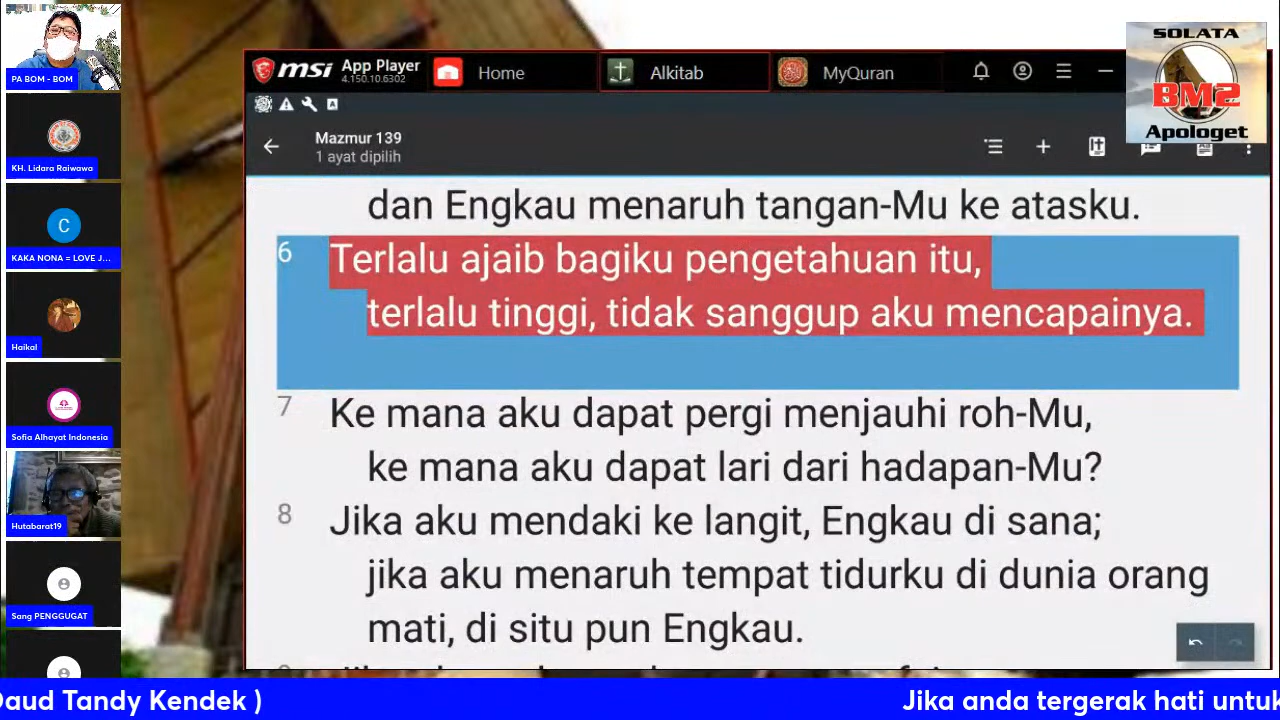 PA BOM - BOM
KH. Lidara Raiwawa
C
KAKA NONA = LOVE J...
Haikal
Sofia Alhayat Indonesia
Hutabarat19
Sang PENGGUGAT
msi App Player
4.150.10.6302
Home
Alkitab
MyQuran
SOLATA
BM2
Apologet
Mazmur 139
1 ayat dipilih
dan Engkau menaruh tangan-Mu ke atasku.
6 Terlalu ajaib bagiku pengetahuan itu,
terlalu tinggi, tidak sanggup aku mencapainya.
7 Ke mana aku dapat pergi menjauhi roh-Mu,
ke mana aku dapat lari dari hadapan-Mu?
8 Jika aku mendaki ke langit, Engkau di sana;
jika aku menaruh tempat tidurku di dunia orang
mati, di situ pun Engkau.
Daud Tandy Kendek )
Jika anda tergerak hati untuk